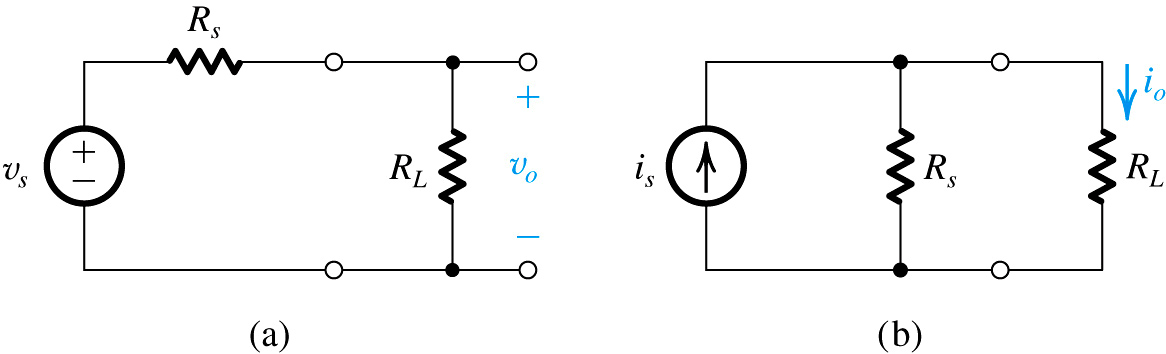 R_s
v_s
+
−
R_L
+
v_o
−
(a)
i_s
R_s
R_L
i_o
(b)